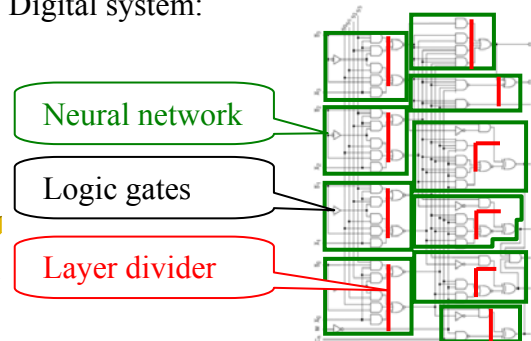 Digital system:
Neural network
Logic gates
Layer divider